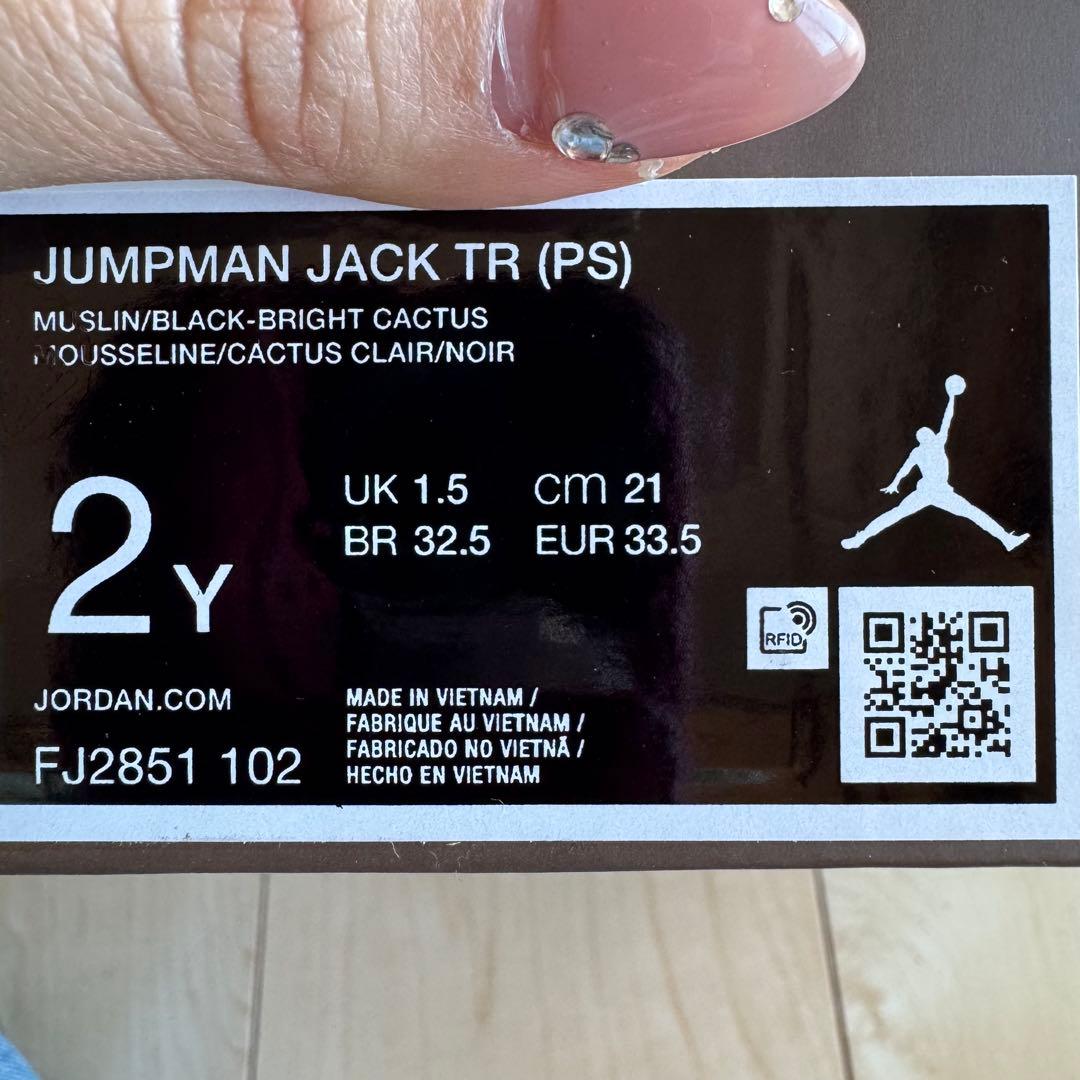 JUMPMAN JACK TR (PS)
MUSLIN/BLACK-BRIGHT CACTUS
MOUSSELINE/CACTUS CLAIR/NOIR
2Y
UK 1.5 cm 21
BR 32.5 EUR 33.5
RFID
JORDAN.COM
FJ2851 102
MADE IN VIETNAM /
FABRIQUE AU VIETNAM /
FABRICADO NO VIETNÃ /
HECHO EN VIETNAM